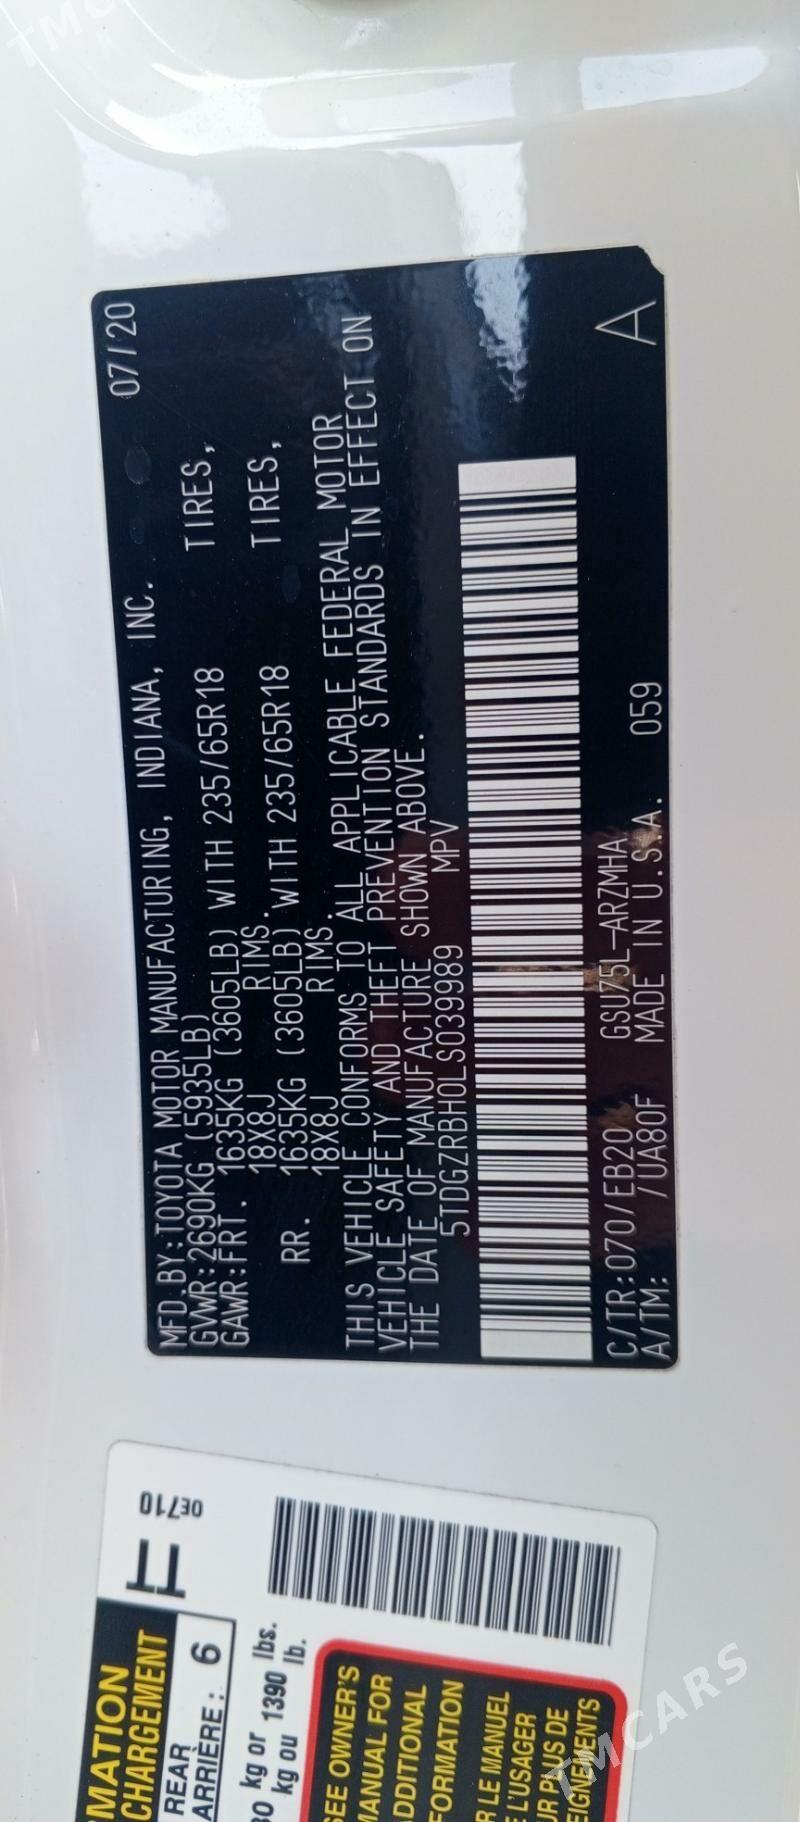 MFD.BY:TOYOTA MOTOR MANUFACTURING, INDIANA, INC. 07/20
GVWR:2690KG (5935LB)
GAWR:FRT. 1635KG (3605LB) WITH 235/65R18 TIRES,
18X8J RIMS.
RR. 1635KG (3605LB) WITH 235/65R18 TIRES,
18X8J RIMS.
THIS VEHICLE CONFORMS TO ALL APPLICABLE FEDERAL MOTOR
VEHICLE SAFETY AND THEFT PREVENTION STANDARDS IN EFFECT ON
THE DATE OF MANUFACTURE SHOWN ABOVE.
5TDGZRBH0LS039989 MPV
C/TR:070/EB20 GSU75L-ARZMHA
A/TM: /UA80F MADE IN U.S.A. 059 A
0E710
RMATION
CHARGEMENT
REAR
ARRIÈRE: 6
kg or 1390 lbs.
kg ou lb.
SEE OWNER'S
MANUAL FOR
ADDITIONAL
FORMATION
R LE MANUEL
L'USAGER
UR PLUS DE
EIGNEMENTS
TMCARS